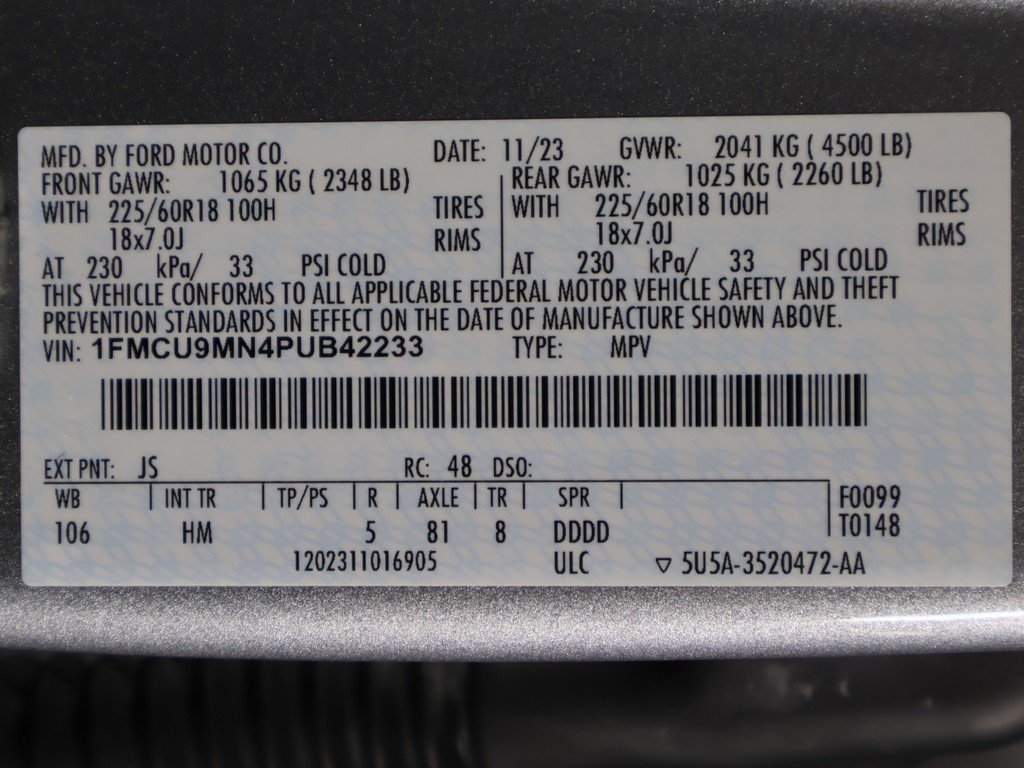 MFD. BY FORD MOTOR CO. DATE: 11/23 GVWR: 2041 KG ( 4500 LB)
FRONT GAWR: 1065 KG ( 2348 LB) REAR GAWR: 1025 KG ( 2260 LB)
WITH 225/60R18 100H TIRES WITH 225/60R18 100H TIRES
18x7.0J RIMS 18x7.0J RIMS
AT 230 kPa/ 33 PSI COLD AT 230 kPa/ 33 PSI COLD
THIS VEHICLE CONFORMS TO ALL APPLICABLE FEDERAL MOTOR VEHICLE SAFETY AND THEFT
PREVENTION STANDARDS IN EFFECT ON THE DATE OF MANUFACTURE SHOWN ABOVE.
VIN: 1FMCU9MN4PUB42233 TYPE: MPV
EXT PNT: JS RC: 48 DSO:
WB INT TR TP/PS R AXLE TR SPR F0099
106 HM 5 81 8 DDDD T0148
1202311016905 ULC ▽ 5U5A-3520472-AA